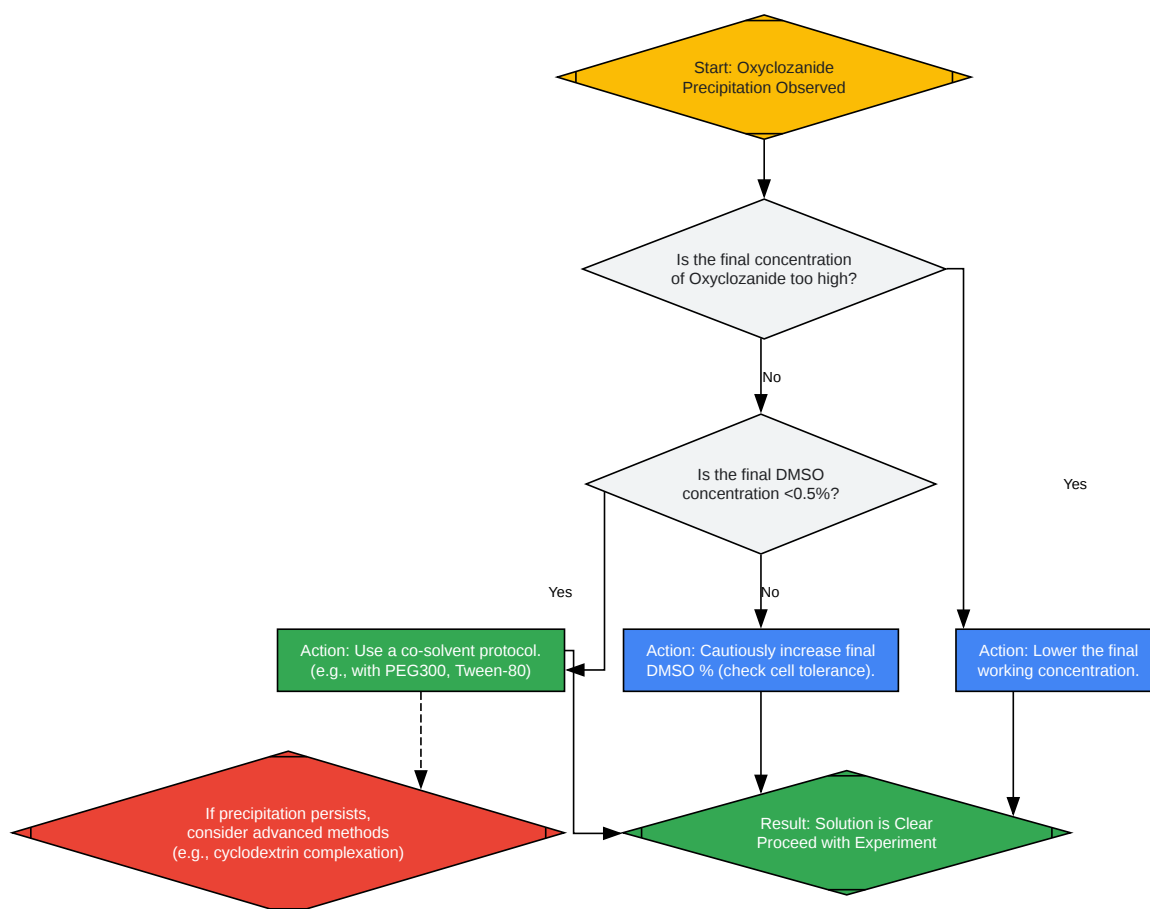 Start: Oxyclozanide
Precipitation Observed
Is the final concentration
of Oxyclozanide too high?
No
Is the final DMSO
concentration <0.5%?
Yes
Yes
No
Action: Use a co-solvent protocol.
(e.g., with PEG300, Tween-80)
Action: Cautiously increase final
DMSO % (check cell tolerance).
Action: Lower the final
working concentration.
If precipitation persists,
consider advanced methods
(e.g., cyclodextrin complexation)
Result: Solution is Clear
Proceed with Experiment